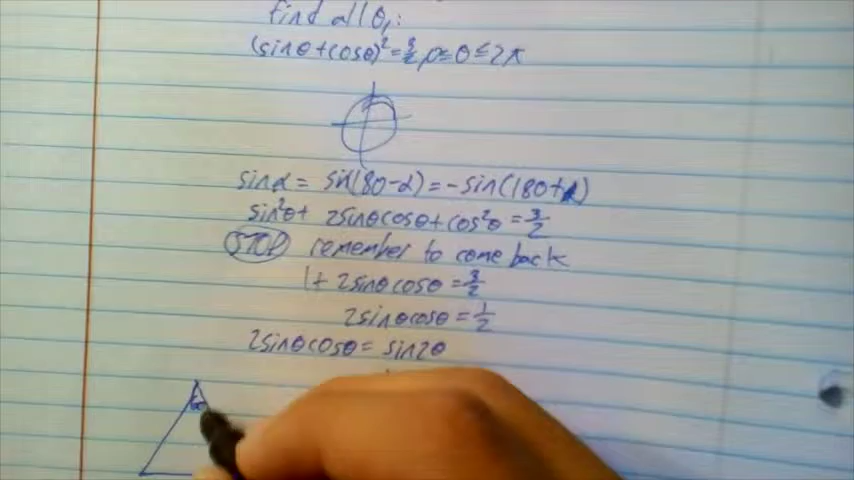 find all θ,:
(sinθ+cosθ)²=3/2, 0≤θ≤2π
sinα = sin(180-α)=-sin(180+α)
sin²θ+ 2sinθcosθ+cos²θ=3/2
STOP remember to come back
1+ 2sinθcosθ=3/2
2sinθcosθ=1/2
2sinθcosθ= sin2θ